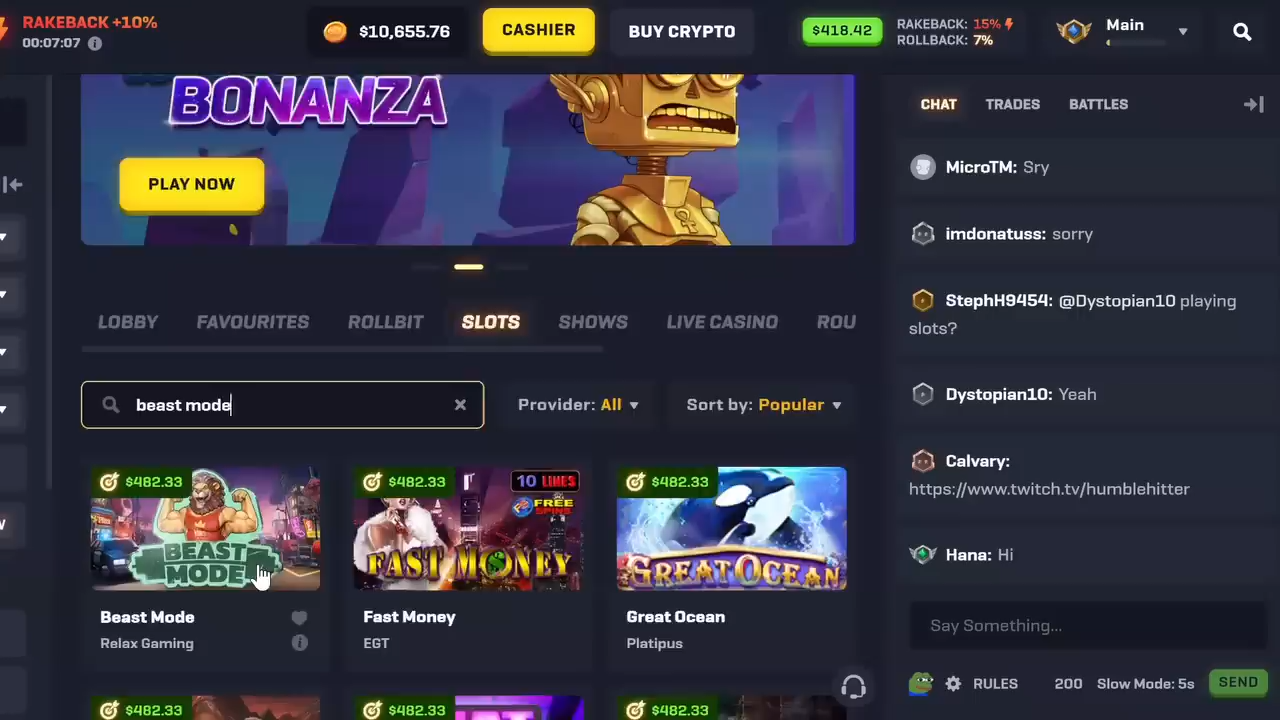 RAKEBACK +10%
00:07:07
$10,655.76
CASHIER
BUY CRYPTO
$418.42
RAKEBACK: 15%
ROLLBACK: 7%
Main
BONANZA
PLAY NOW
LOBBY
FAVOURITES
ROLLBIT
SLOTS
SHOWS
LIVE CASINO
ROU
beast mode
Provider: All
Sort by: Popular
$482.33
BEAST
MODE
Beast Mode
Relax Gaming
$482.33
10 LINES
FREE
SPINS
FAST MONEY
Fast Money
EGT
$482.33
GREAT OCEAN
Great Ocean
Platipus
$482.33
$482.33
$482.33
CHAT
TRADES
BATTLES
MicroTM: Sry
imdonatuss: sorry
StephH9454: @Dystopian10 playing
slots?
Dystopian10: Yeah
Calvary:
https://www.twitch.tv/humblehitter
Hana: Hi
Say Something...
RULES
200
Slow Mode: 5s
SEND